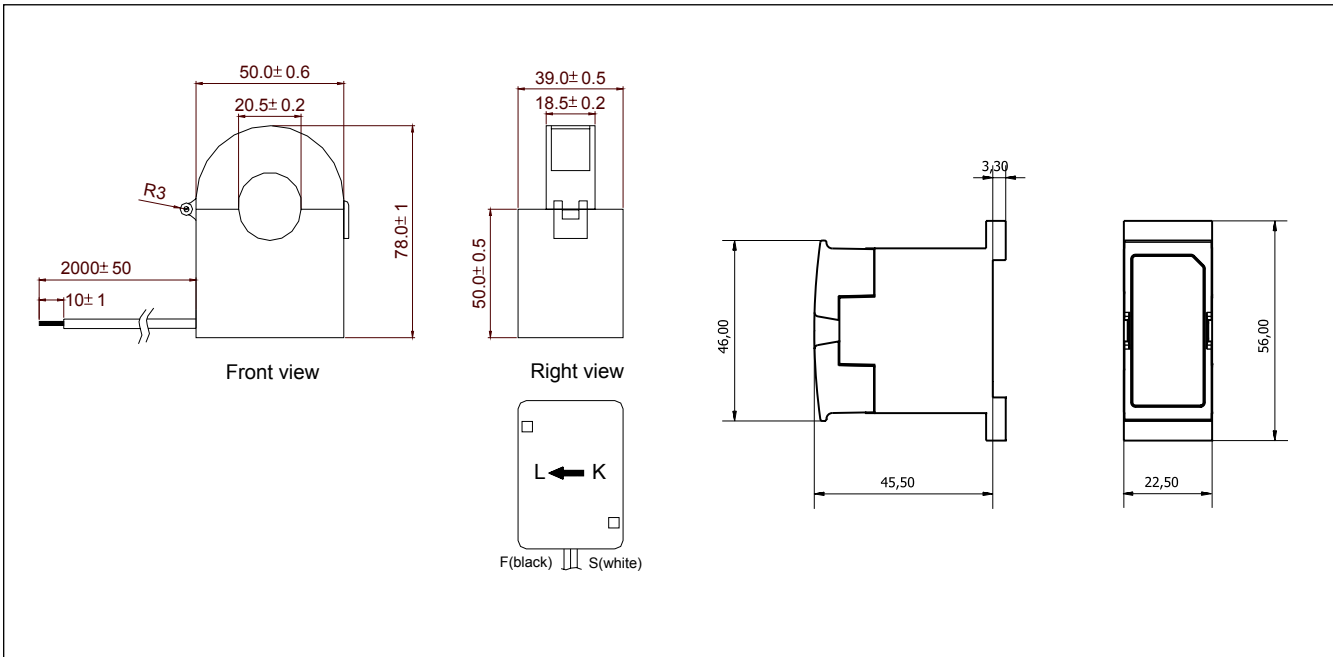 50.0± 0.6
20.5± 0.2
R3
78.0± 1
2000± 50
10± 1
Front view
39.0± 0.5
18.5± 0.2
50.0± 0.5
Right view
L K
F(black) S(white)
3,30
46,00
45,50
56,00
22,50